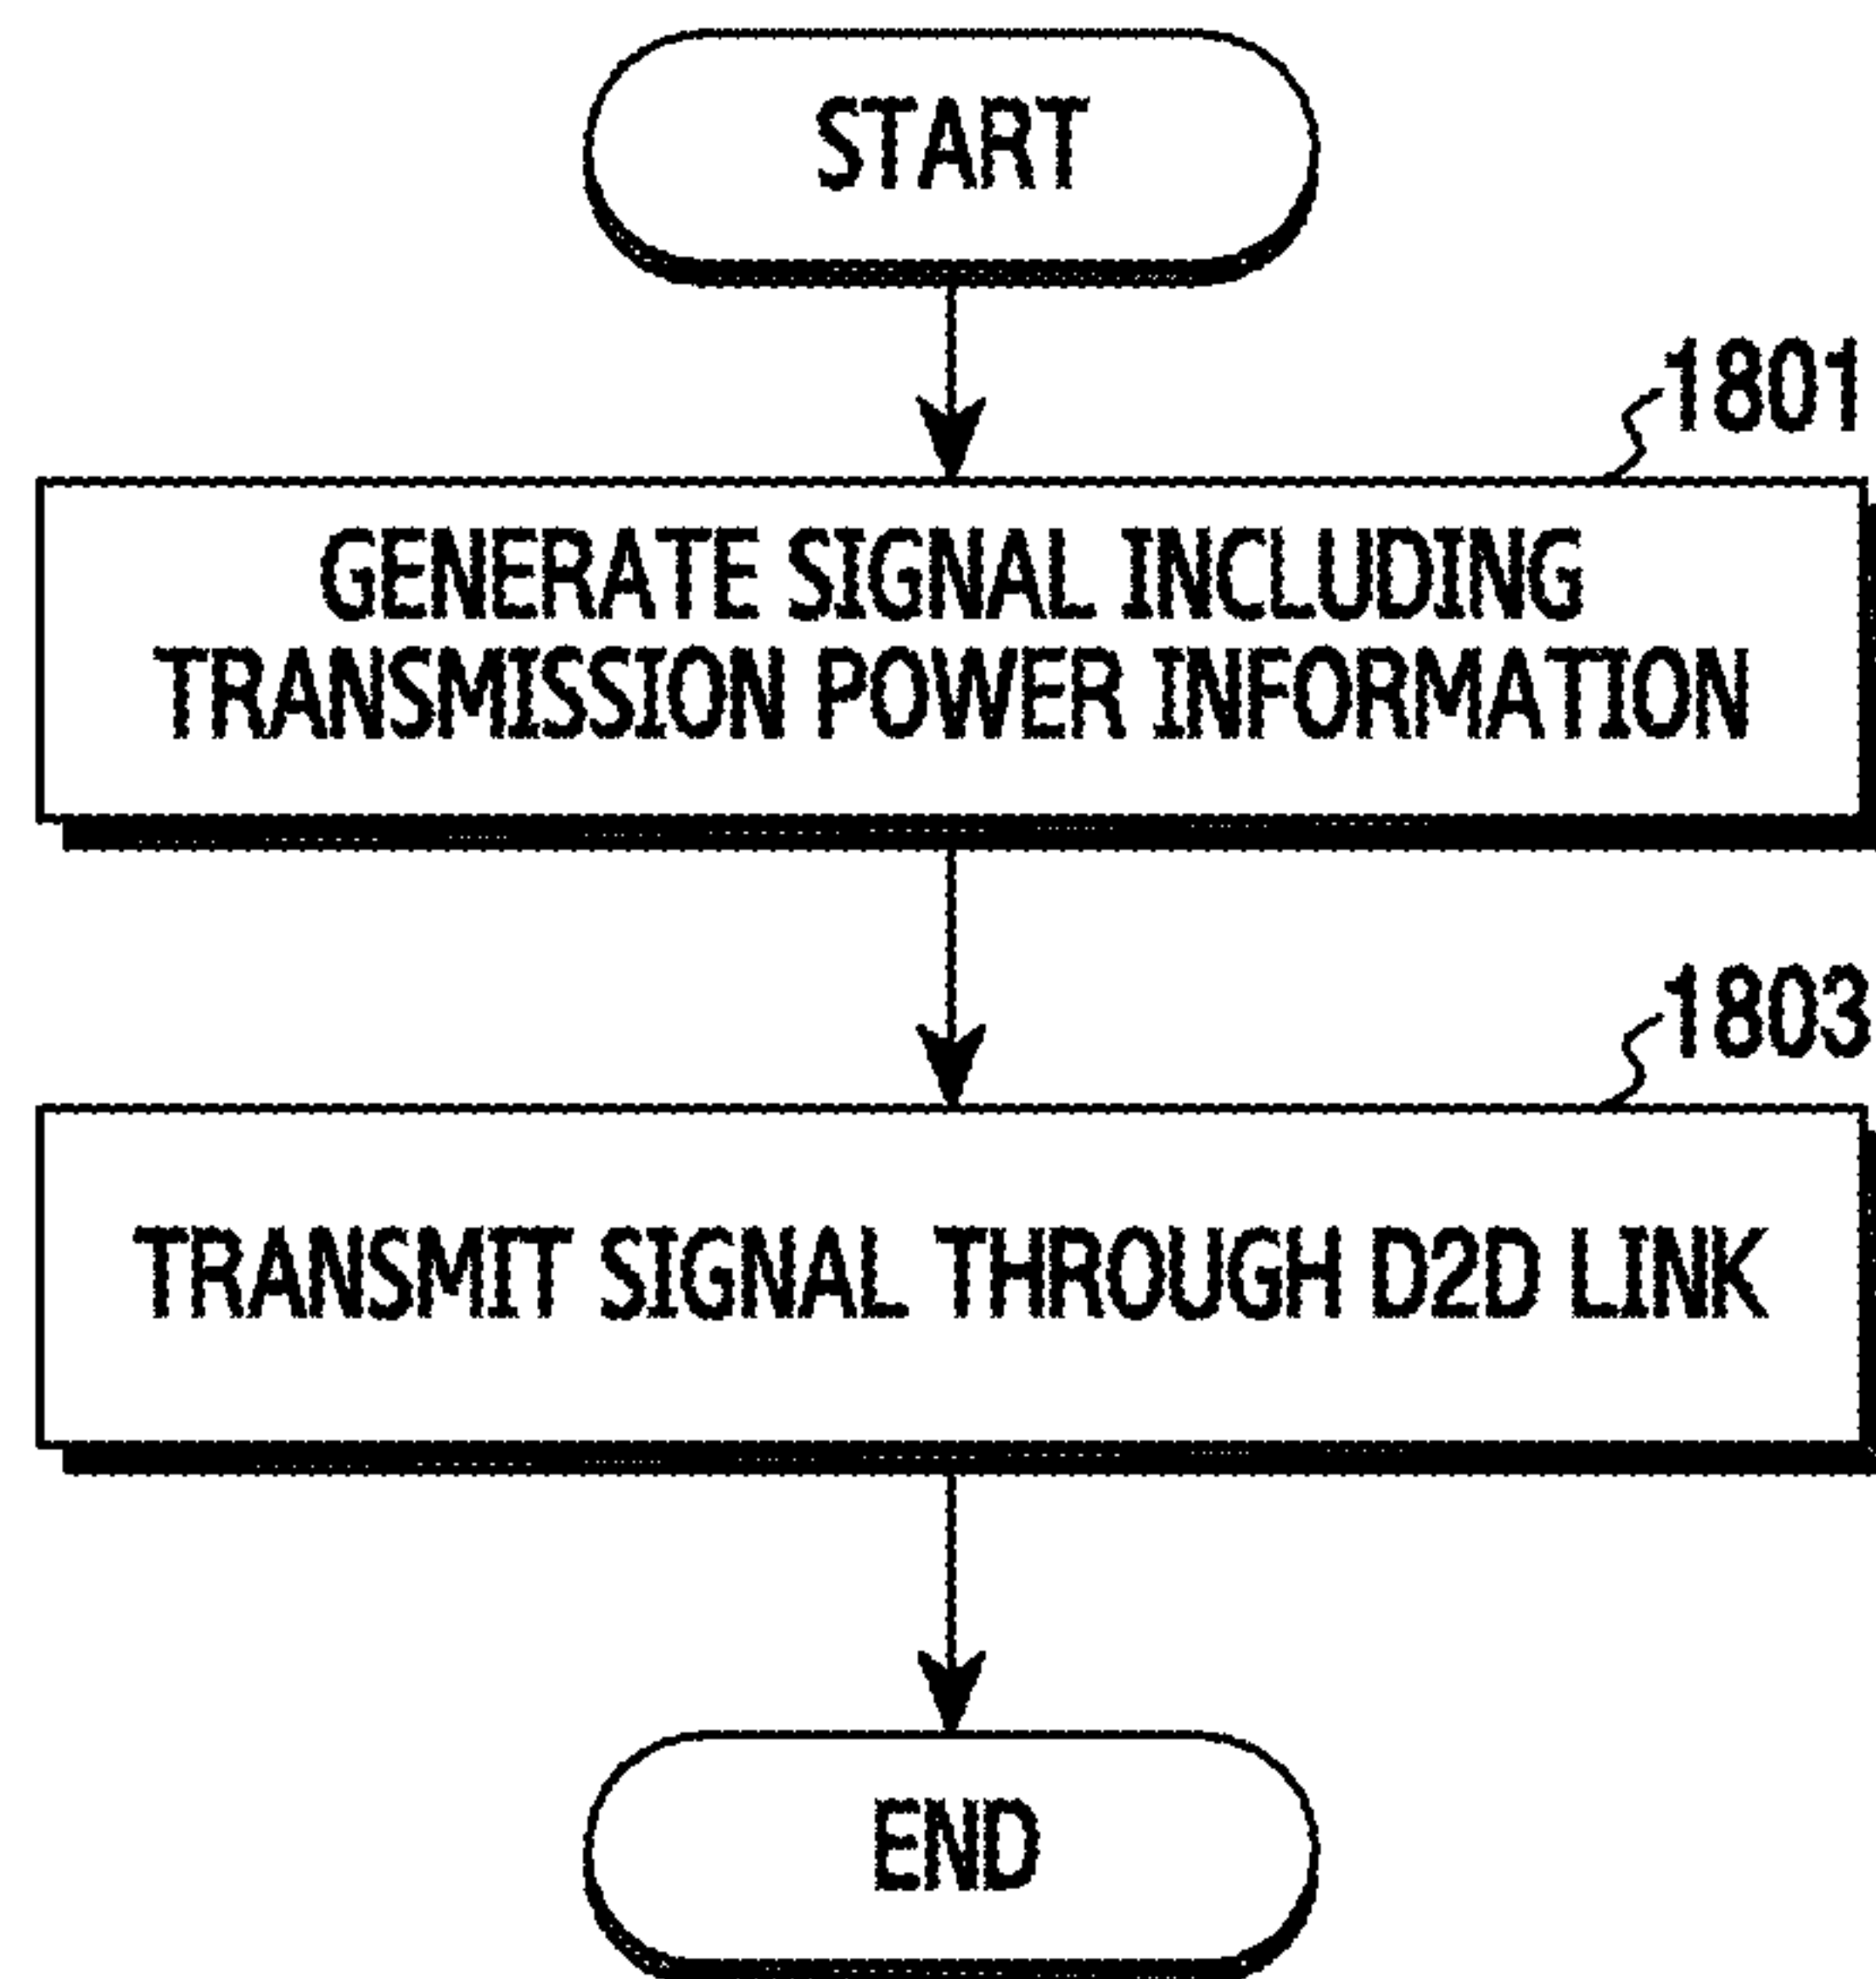 START
1801
GENERATE SIGNAL INCLUDING
TRANSMISSION POWER INFORMATION
1803
TRANSMIT SIGNAL THROUGH D2D LINK
END